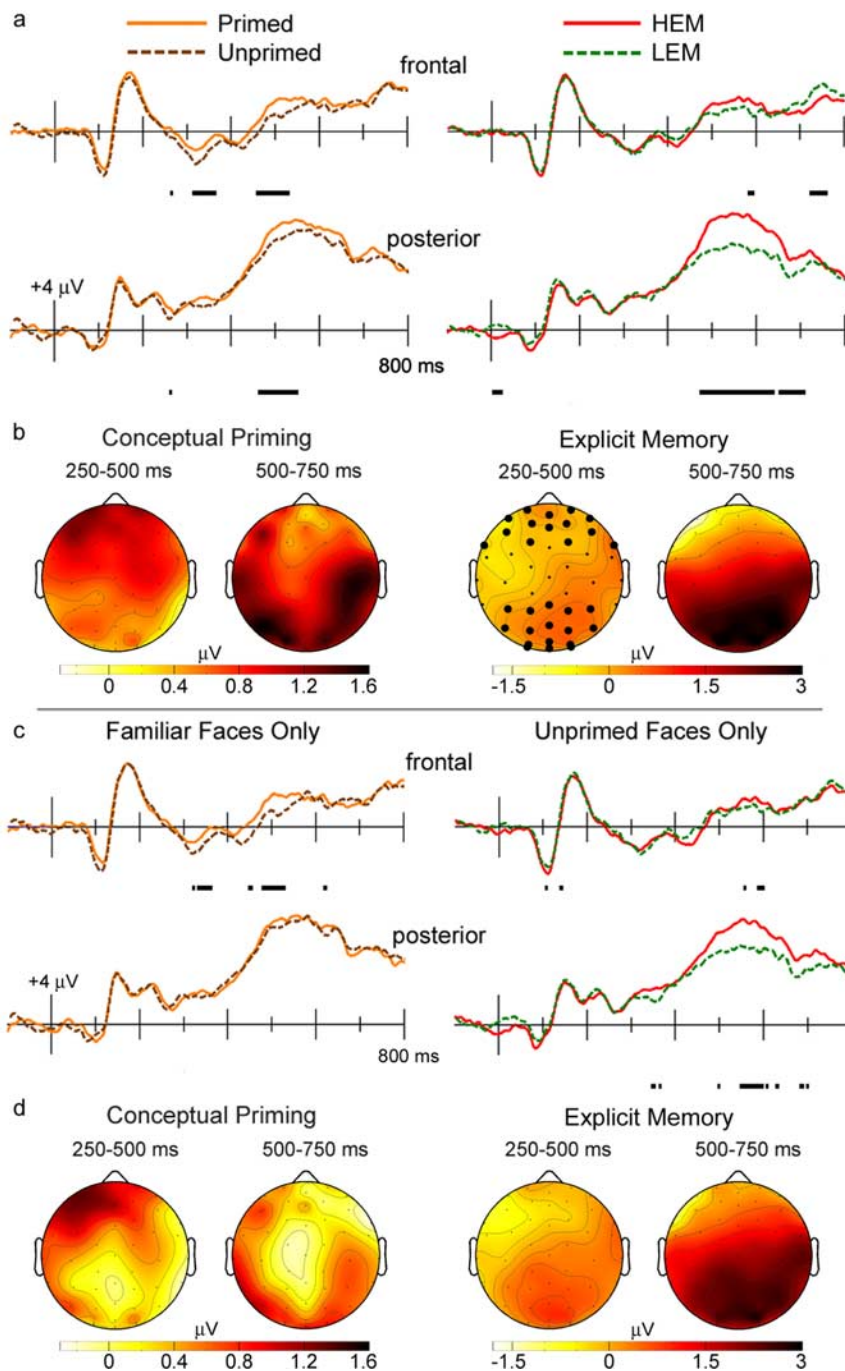 a
Primed
Unprimed
HEM
LEM
frontal
posterior
+4 μV
800 ms
b
Conceptual Priming
Explicit Memory
250-500 ms
500-750 ms
250-500 ms
500-750 ms
μV
0
0.4
0.8
1.2
1.6
μV
-1.5
0
1.5
3
c
Familiar Faces Only
Unprimed Faces Only
frontal
posterior
+4 μV
800 ms
d
Conceptual Priming
Explicit Memory
250-500 ms
500-750 ms
250-500 ms
500-750 ms
μV
0
0.4
0.8
1.2
1.6
μV
-1.5
0
1.5
3